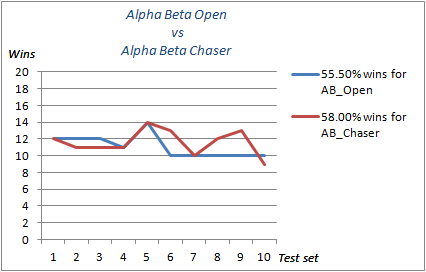 Alpha Beta Open
vs
Alpha Beta Chaser
Wins
20
18
16
14
12
10
8
6
4
2
0
1 2 3 4 5 6 7 8 9 10 Test set
55.50% wins for
AB_Open
58.00% wins for
AB_Chaser